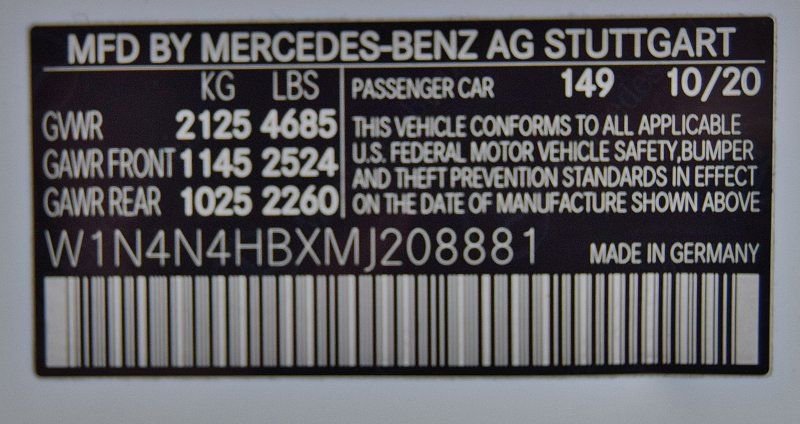 MFD BY MERCEDES-BENZ AG STUTTGART
KG LBS
GVWR 2125 4685
GAWR FRONT 1145 2524
GAWR REAR 1025 2260
PASSENGER CAR 149 10/20
THIS VEHICLE CONFORMS TO ALL APPLICABLE
U.S. FEDERAL MOTOR VEHICLE SAFETY,BUMPER
AND THEFT PREVENTION STANDARDS IN EFFECT
ON THE DATE OF MANUFACTURE SHOWN ABOVE
W1N4N4HBXMJ208881 MADE IN GERMANY